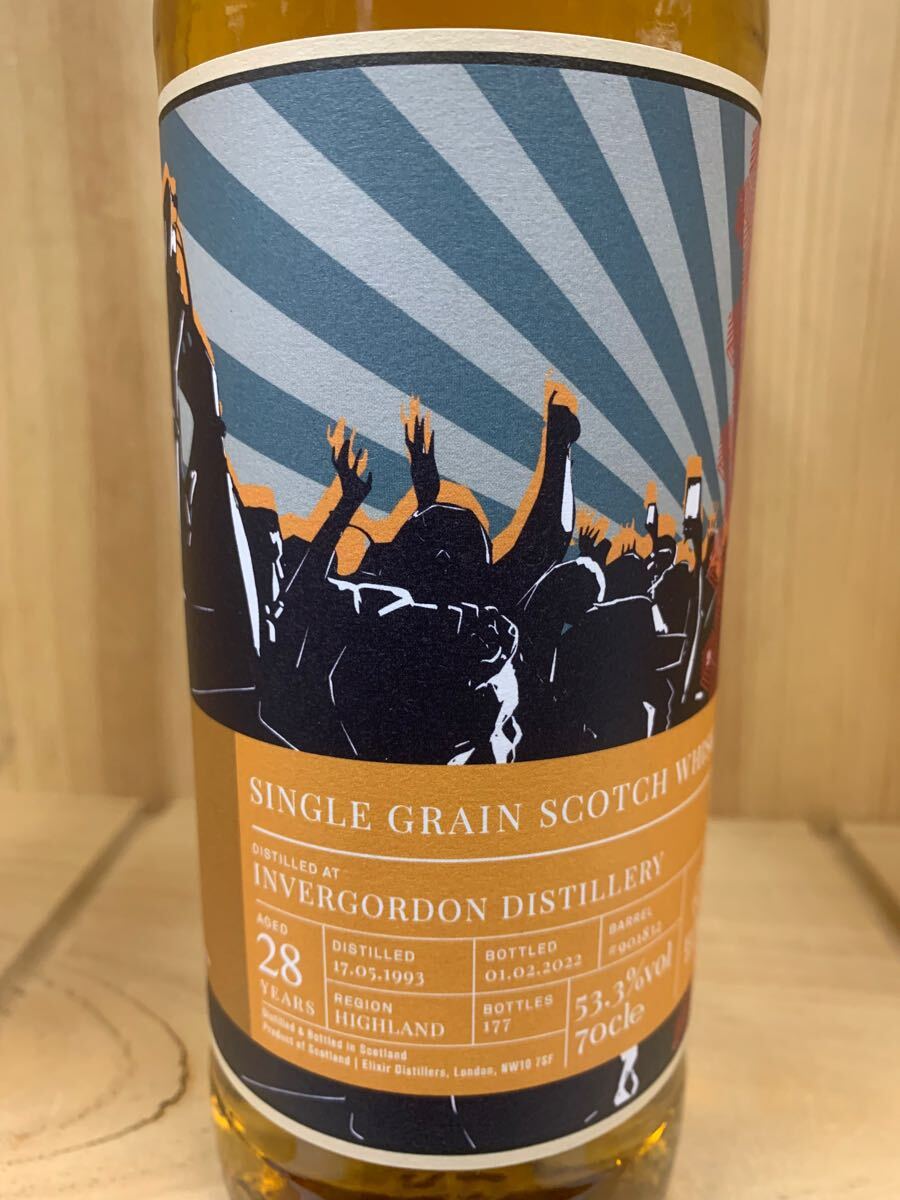 SINGLE GRAIN SCOTCH
DISTILLED AT
INVERGORDON DISTILLERY
AGED
28
YEARS
DISTILLED
17.05.1993
BOTTLED
01.02.2022
BARREL
#901812
REGION
HIGHLAND
BOTTLES
177
53.3%vol
70cle
Distilled & Bottled in Scotland
Product of Scotland | Elixir Distillers, London, NW10 7SF